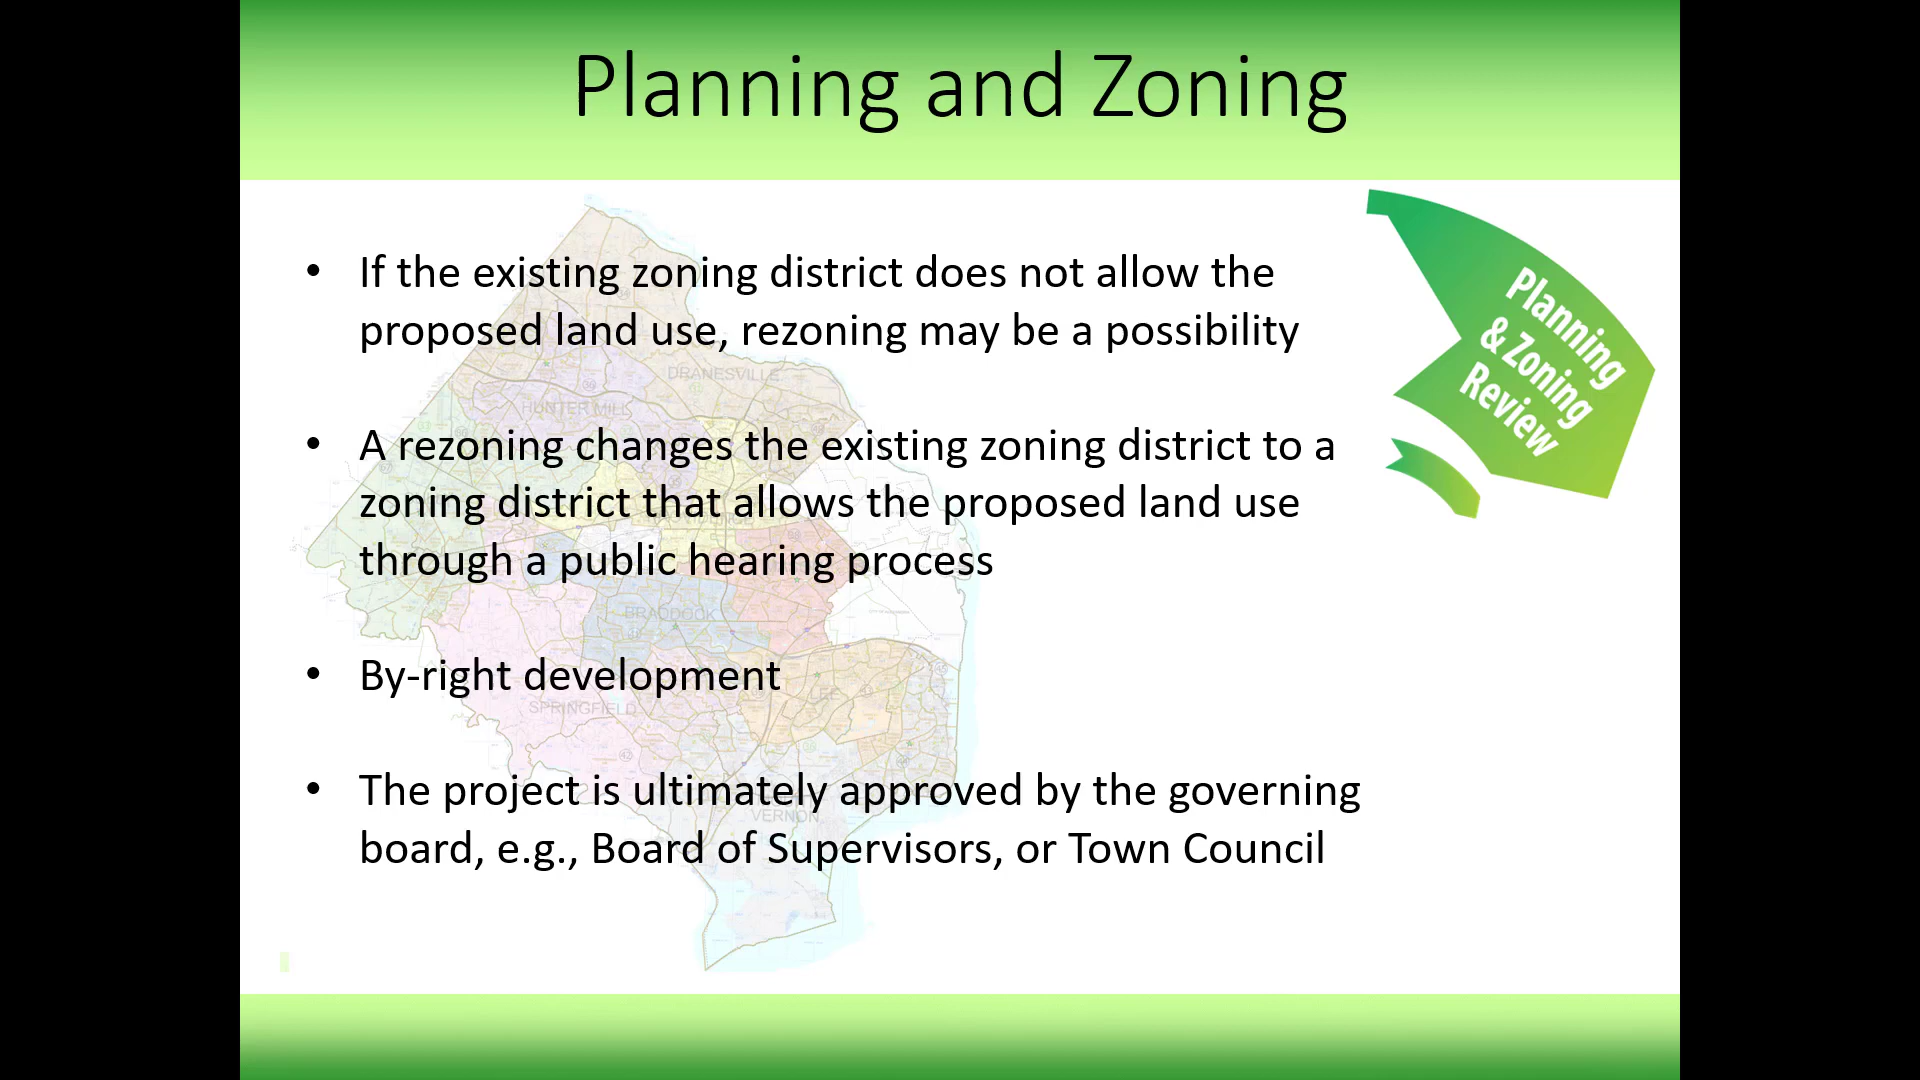 Planning and Zoning
• If the existing zoning district does not allow the
proposed land use, rezoning may be a possibility
• A rezoning changes the existing zoning district to a
zoning district that allows the proposed land use
through a public hearing process
• By-right development
• The project is ultimately approved by the governing
board, e.g., Board of Supervisors, or Town Council
Planning
& Zoning
Review
DRANESVILLE
HUNTER MILL
BRADDOCK
LEE
SPRINGFIELD
VERNON